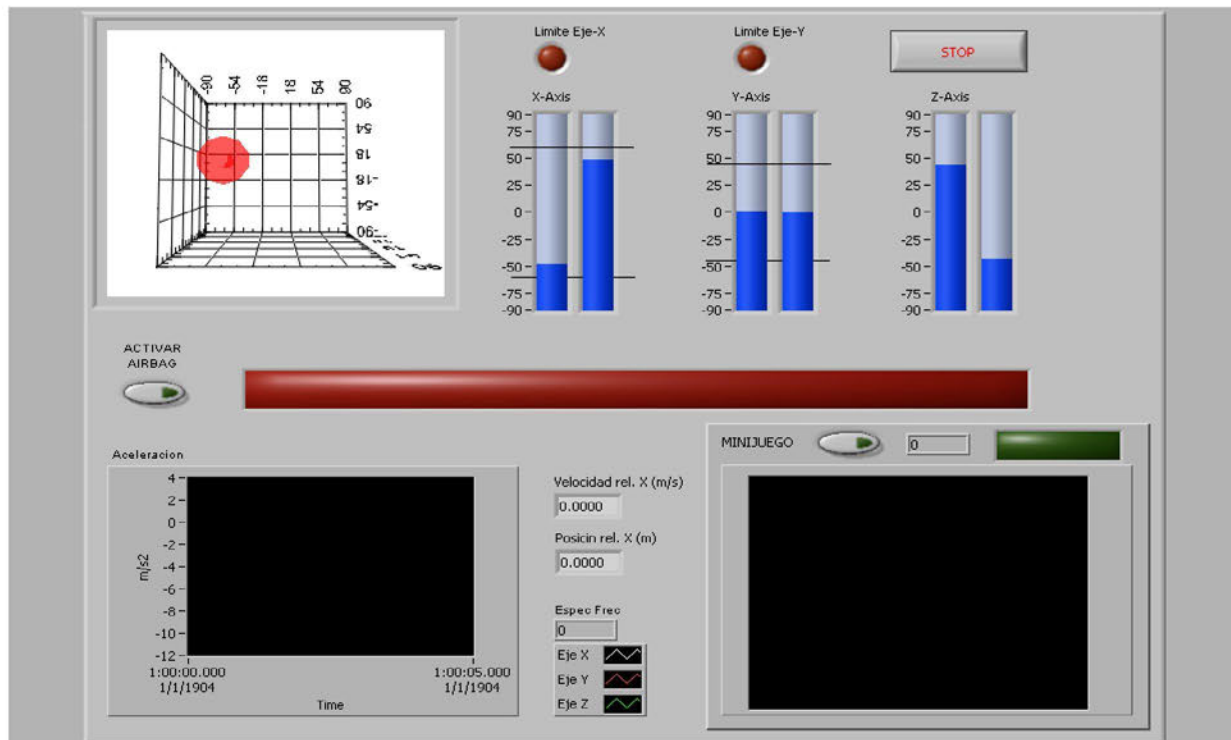 Limite Eje-X
Limite Eje-Y
STOP
-90 -54 -18 18 54 90
90
54
18
-18
-54
-90
X-Axis
90
75
50
25
0
-25
-50
-75
-90
Y-Axis
90
75
50
25
0
-25
-50
-75
-90
Z-Axis
90
75
50
25
0
-25
-50
-75
-90
ACTIVAR
AIRBAG
Aceleracion
4
2
0
-2
-4
-6
-8
-10
-12
m/s2
1:00:00.000
1/1/1904
1:00:05.000
1/1/1904
Time
Velocidad rel. X (m/s)
0.0000
Posicin rel. X (m)
0.0000
Espec Frec
0
Eje X
Eje Y
Eje Z
MINIJUEGO
0